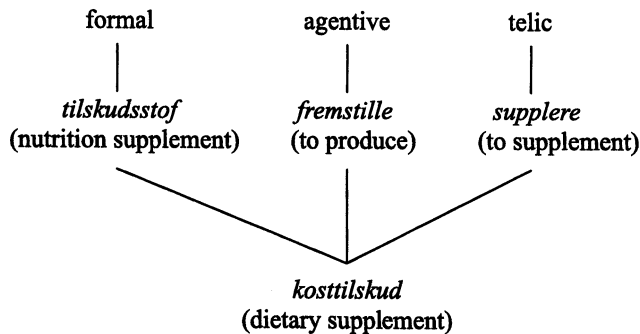 formal agentive telic
tilskudsstof fremstille supplere
(nutrition supplement) (to produce) (to supplement)
kosttilskud
(dietary supplement)